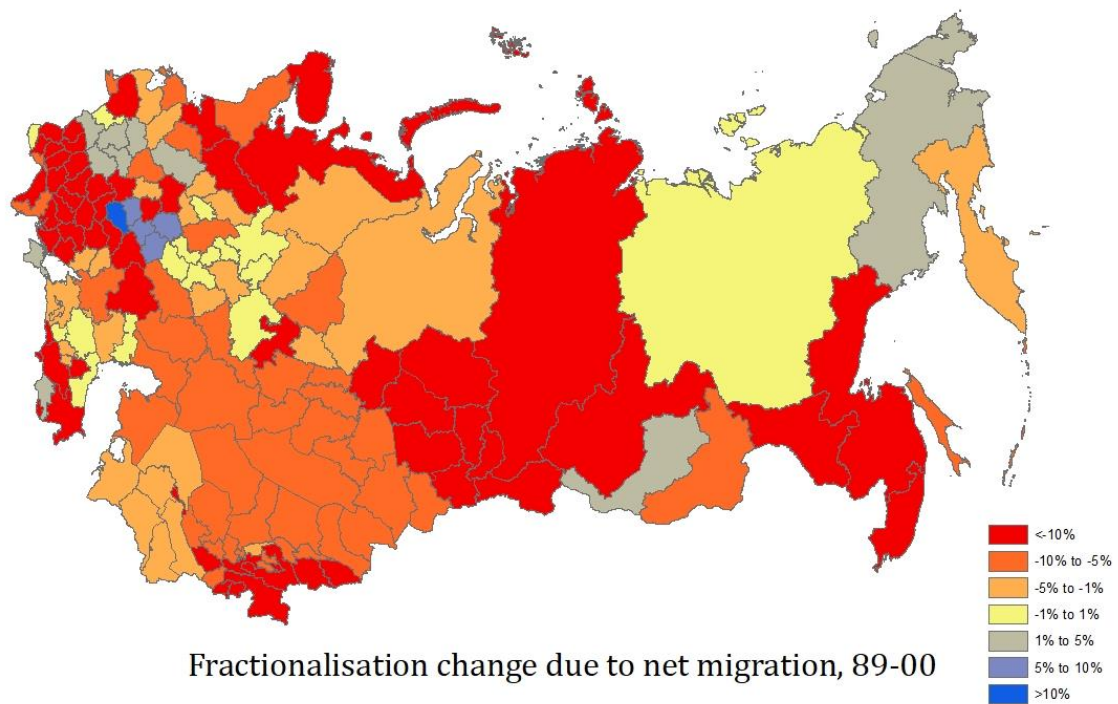 <-10%
-10% to -5%
-5% to -1%
-1% to 1%
1% to 5%
5% to 10%
>10%
Fractionalisation change due to net migration, 89-00